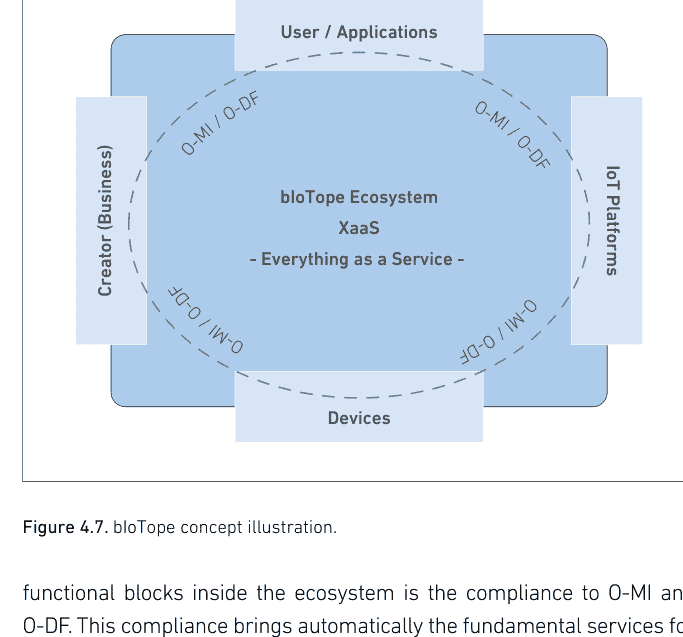 User / Applications
O-MI / O-DF
O-MI / O-DF
Creator (Business)
IoT Platforms
bIoTope Ecosystem
XaaS
- Everything as a Service -
O-MI / O-DF
O-MI / O-DF
Devices
Figure 4.7. bIoTope concept illustration.
functional blocks inside the ecosystem is the compliance to O-MI an
O-DF. This compliance brings automatically the fundamental services fo